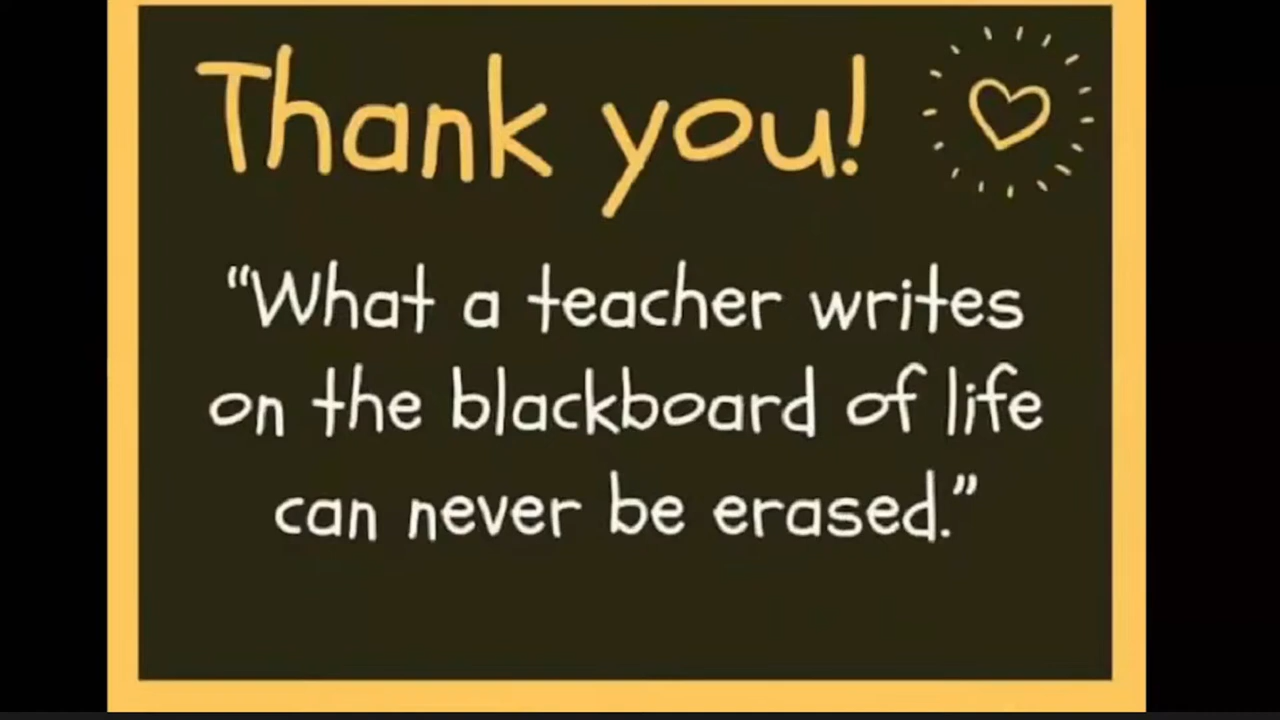 Thank you!
“What a teacher writes
on the blackboard of life
can never be erased.”